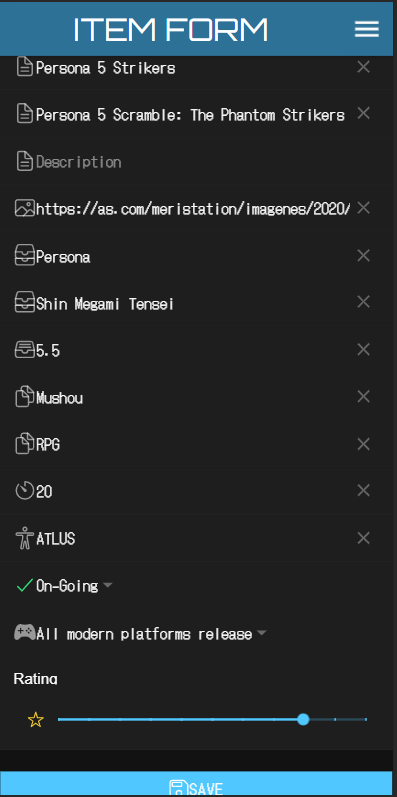 ITEM FORM
Persona 5 Strikers
Persona 5 Scramble: The Phantom Strikers
Description
https://as.com/meristation/imagenes/2020/
Persona
Shin Megami Tensei
5.5
Mushou
RPG
20
ATLUS
On-Going
All modern platforms release
Rating
SAVE